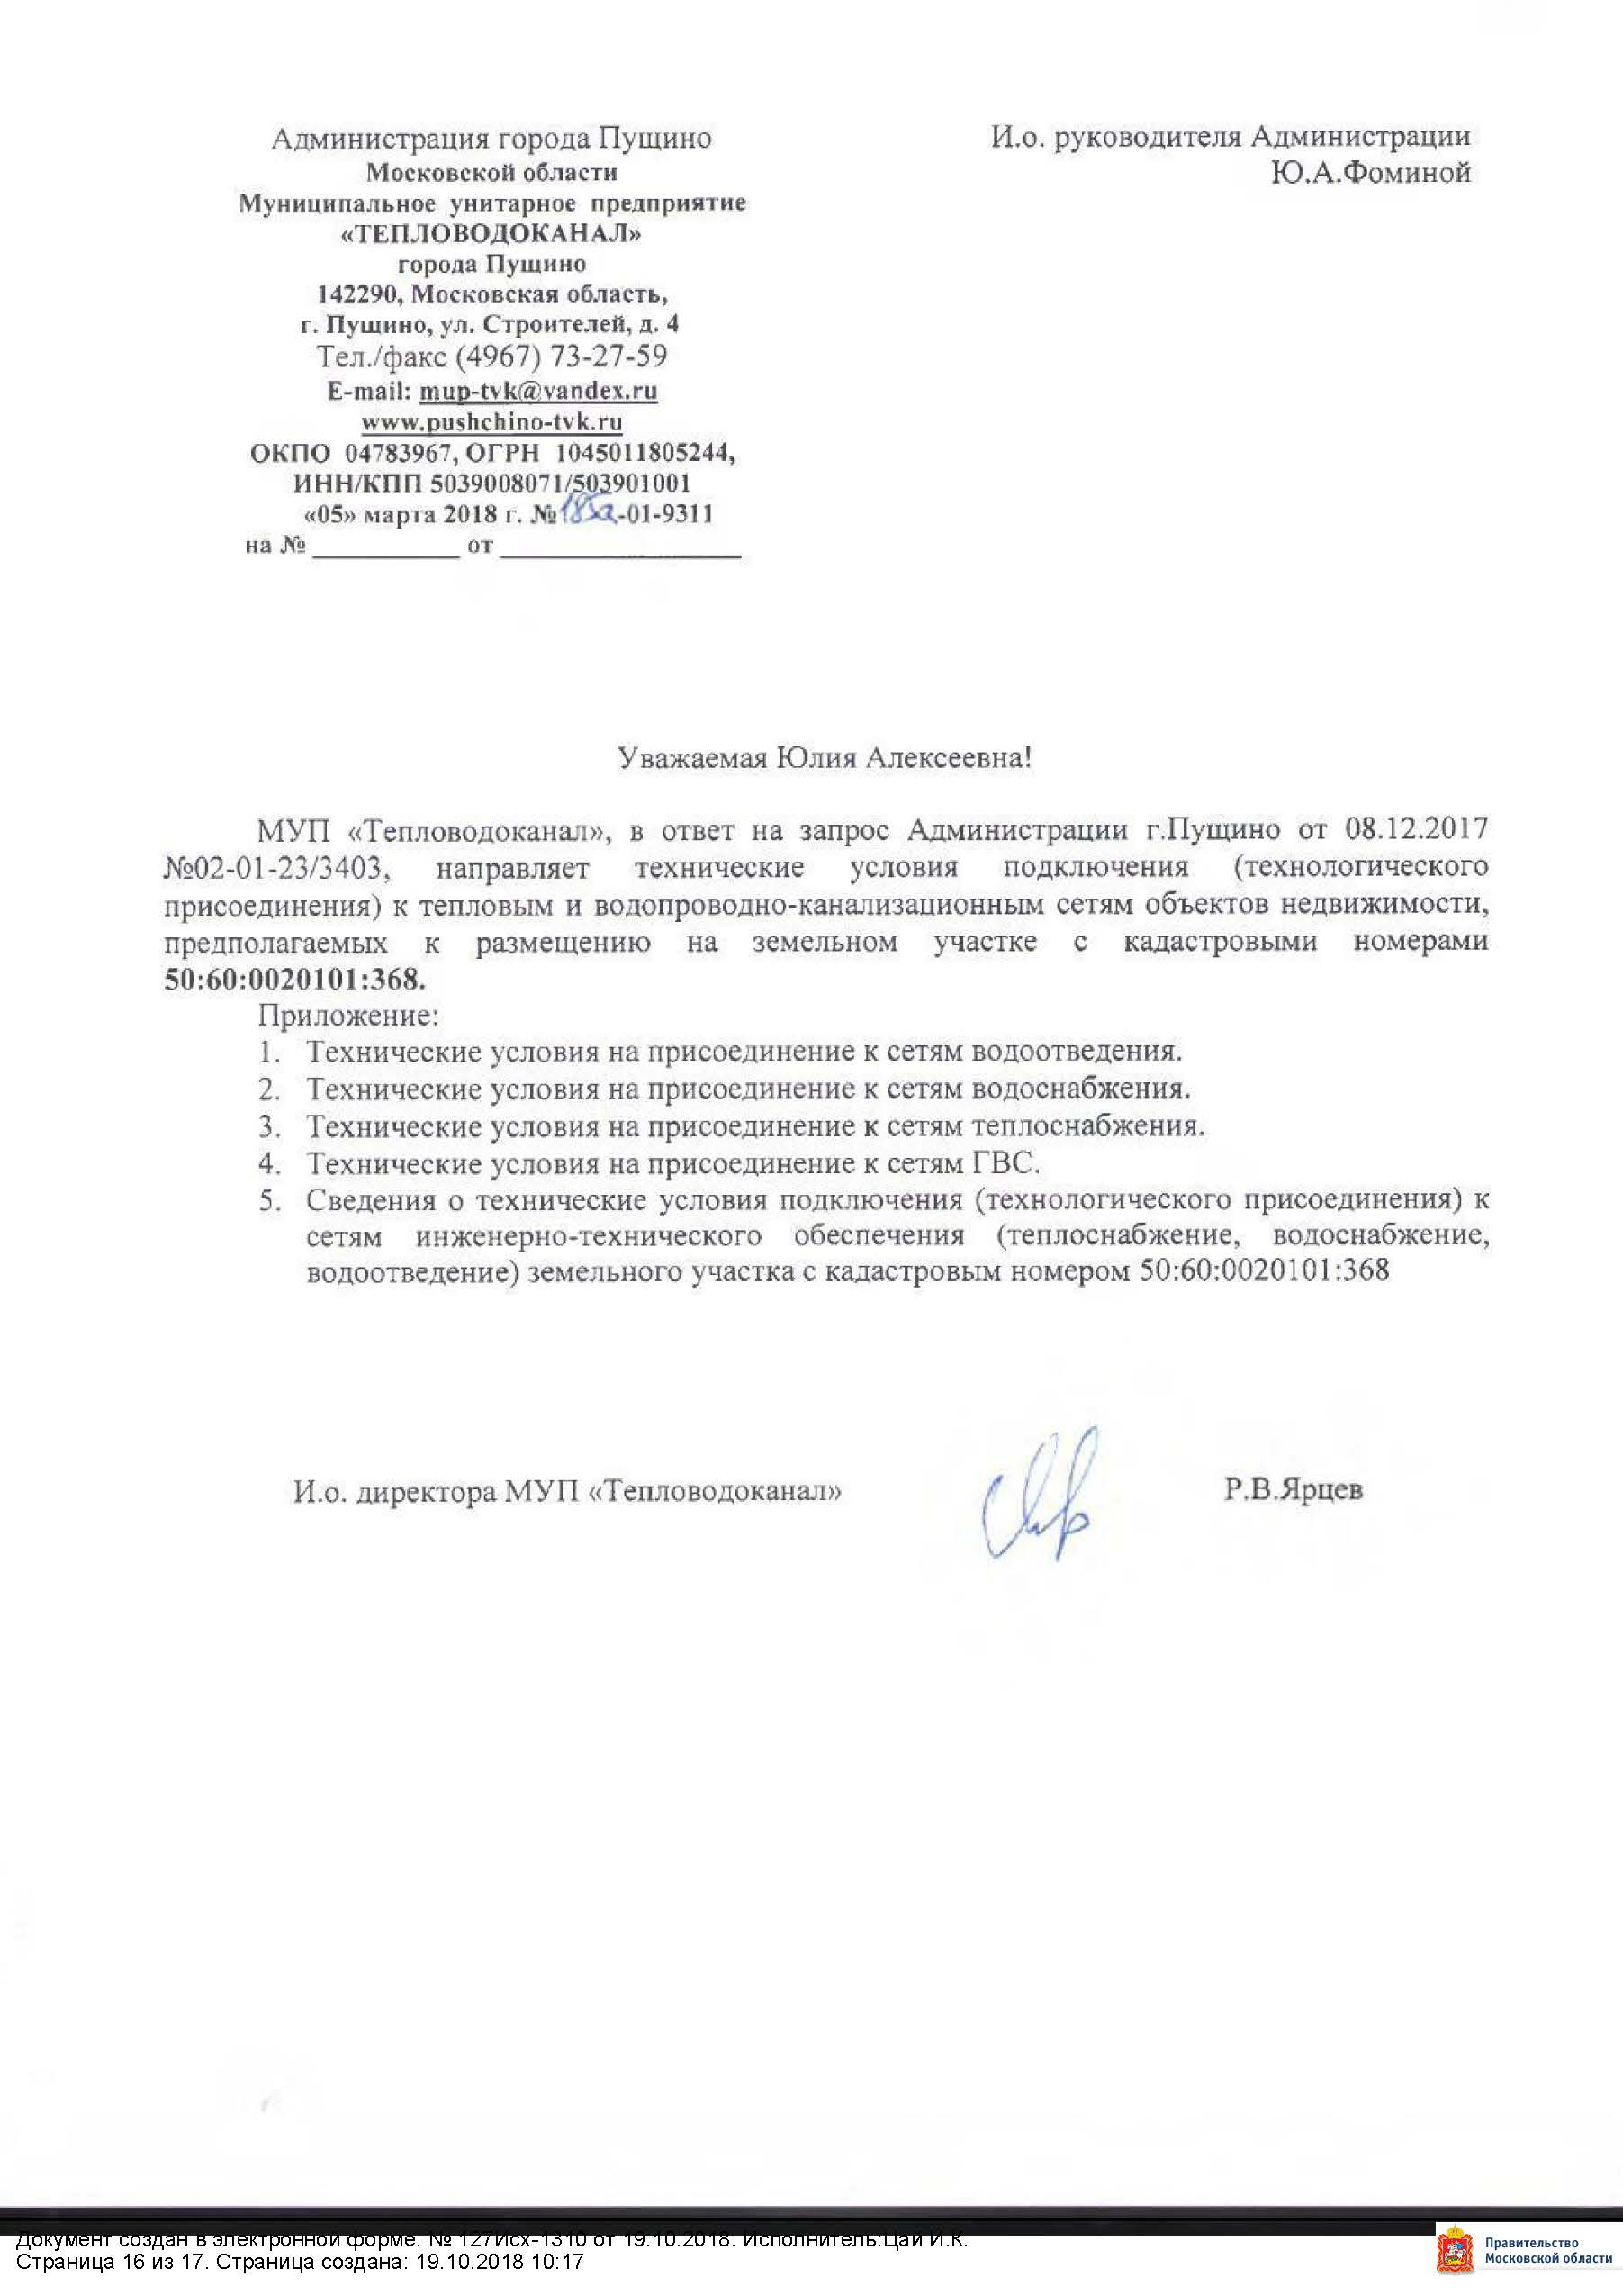 Администрация города Пущино
Московской области
Муниципальное унитарное предприятие
«ТЕПЛОВОДОКАНАЛ»
города Пущино
142290, Московская область,
г. Пущино, ул. Строителей, д. 4
Тел./факс (4967) 73-27-59
E-mail: mup-tvk@yandex.ru
www.pushchino-tvk.ru
ОКПО 04783967, ОГРН 1045011805244,
ИНН/КПП 5039008071/503901001
«05» марта 2018 г. №185а-01-9311
на № ___________ от _______________
И.о. руководителя Администрации
Ю.А.Фоминой
Уважаемая Юлия Алексеевна!
МУП «Тепловодоканал», в ответ на запрос Администрации г.Пущино от 08.12.2017
№02-01-23/3403, направляет технические условия подключения (технологического
присоединения) к тепловым и водопроводно-канализационным сетям объектов недвижимости,
предполагаемых к размещению на земельном участке с кадастровыми номерами
50:60:0020101:368.
Приложение:
1. Технические условия на присоединение к сетям водоотведения.
2. Технические условия на присоединение к сетям водоснабжения.
3. Технические условия на присоединение к сетям теплоснабжения.
4. Технические условия на присоединение к сетям ГВС.
5. Сведения о технические условия подключения (технологического присоединения) к
сетям инженерно-технического обеспечения (теплоснабжение, водоснабжение,
водоотведение) земельного участка с кадастровым номером 50:60:0020101:368
И.о. директора МУП «Тепловодоканал» Р.В.Ярцев
Документ создан в электронной форме. № 127Исх-1310 от 19.10.2018. Исполнитель:Цай И.К.
Страница 16 из 17. Страница создана: 19.10.2018 10:17
Правительство
Московской области